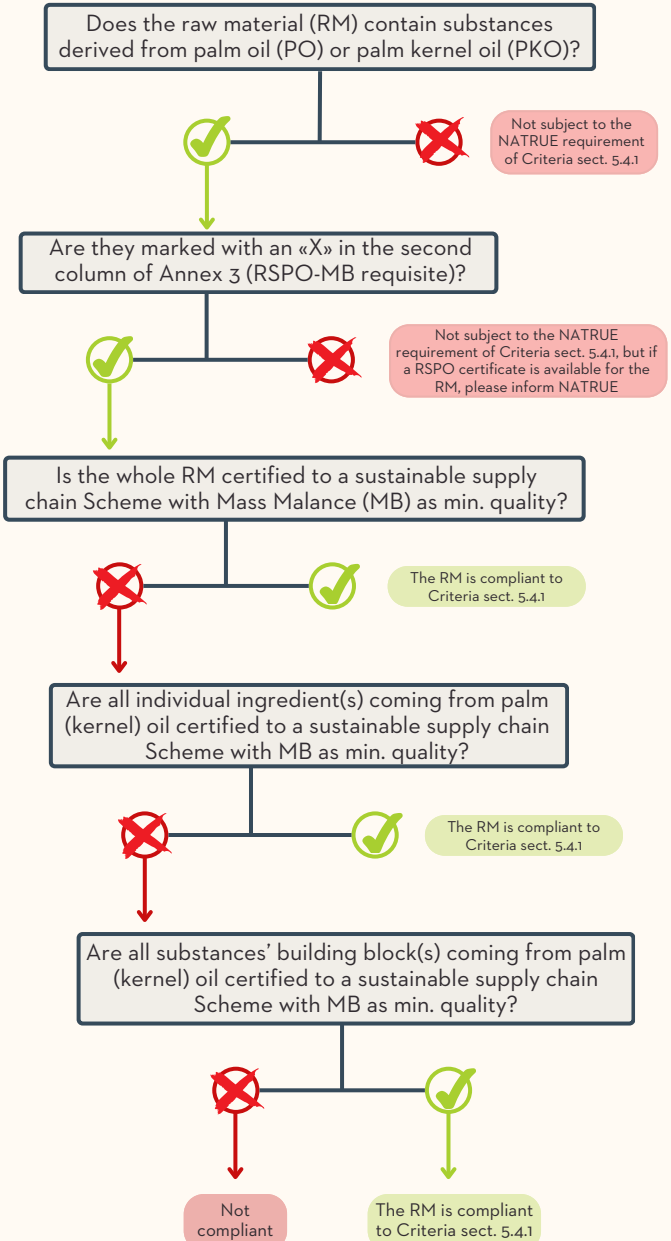 Does the raw material (RM) contain substances
derived from palm oil (PO) or palm kernel oil (PKO)?
Not subject to the
NATRUE requirement
of Criteria sect. 5.4.1
Are they marked with an «X» in the second
column of Annex 3 (RSPO-MB requisite)?
Not subject to the NATRUE
requirement of Criteria sect. 5.4.1, but if
a RSPO certificate is available for the
RM, please inform NATRUE
Is the whole RM certified to a sustainable supply
chain Scheme with Mass Malance (MB) as min. quality?
The RM is compliant to
Criteria sect. 5.4.1
Are all individual ingredient(s) coming from palm
(kernel) oil certified to a sustainable supply chain
Scheme with MB as min. quality?
The RM is compliant to
Criteria sect. 5.4.1
Are all substances’ building block(s) coming from palm
(kernel) oil certified to a sustainable supply chain
Scheme with MB as min. quality?
Not
compliant
The RM is compliant
to Criteria sect. 5.4.1